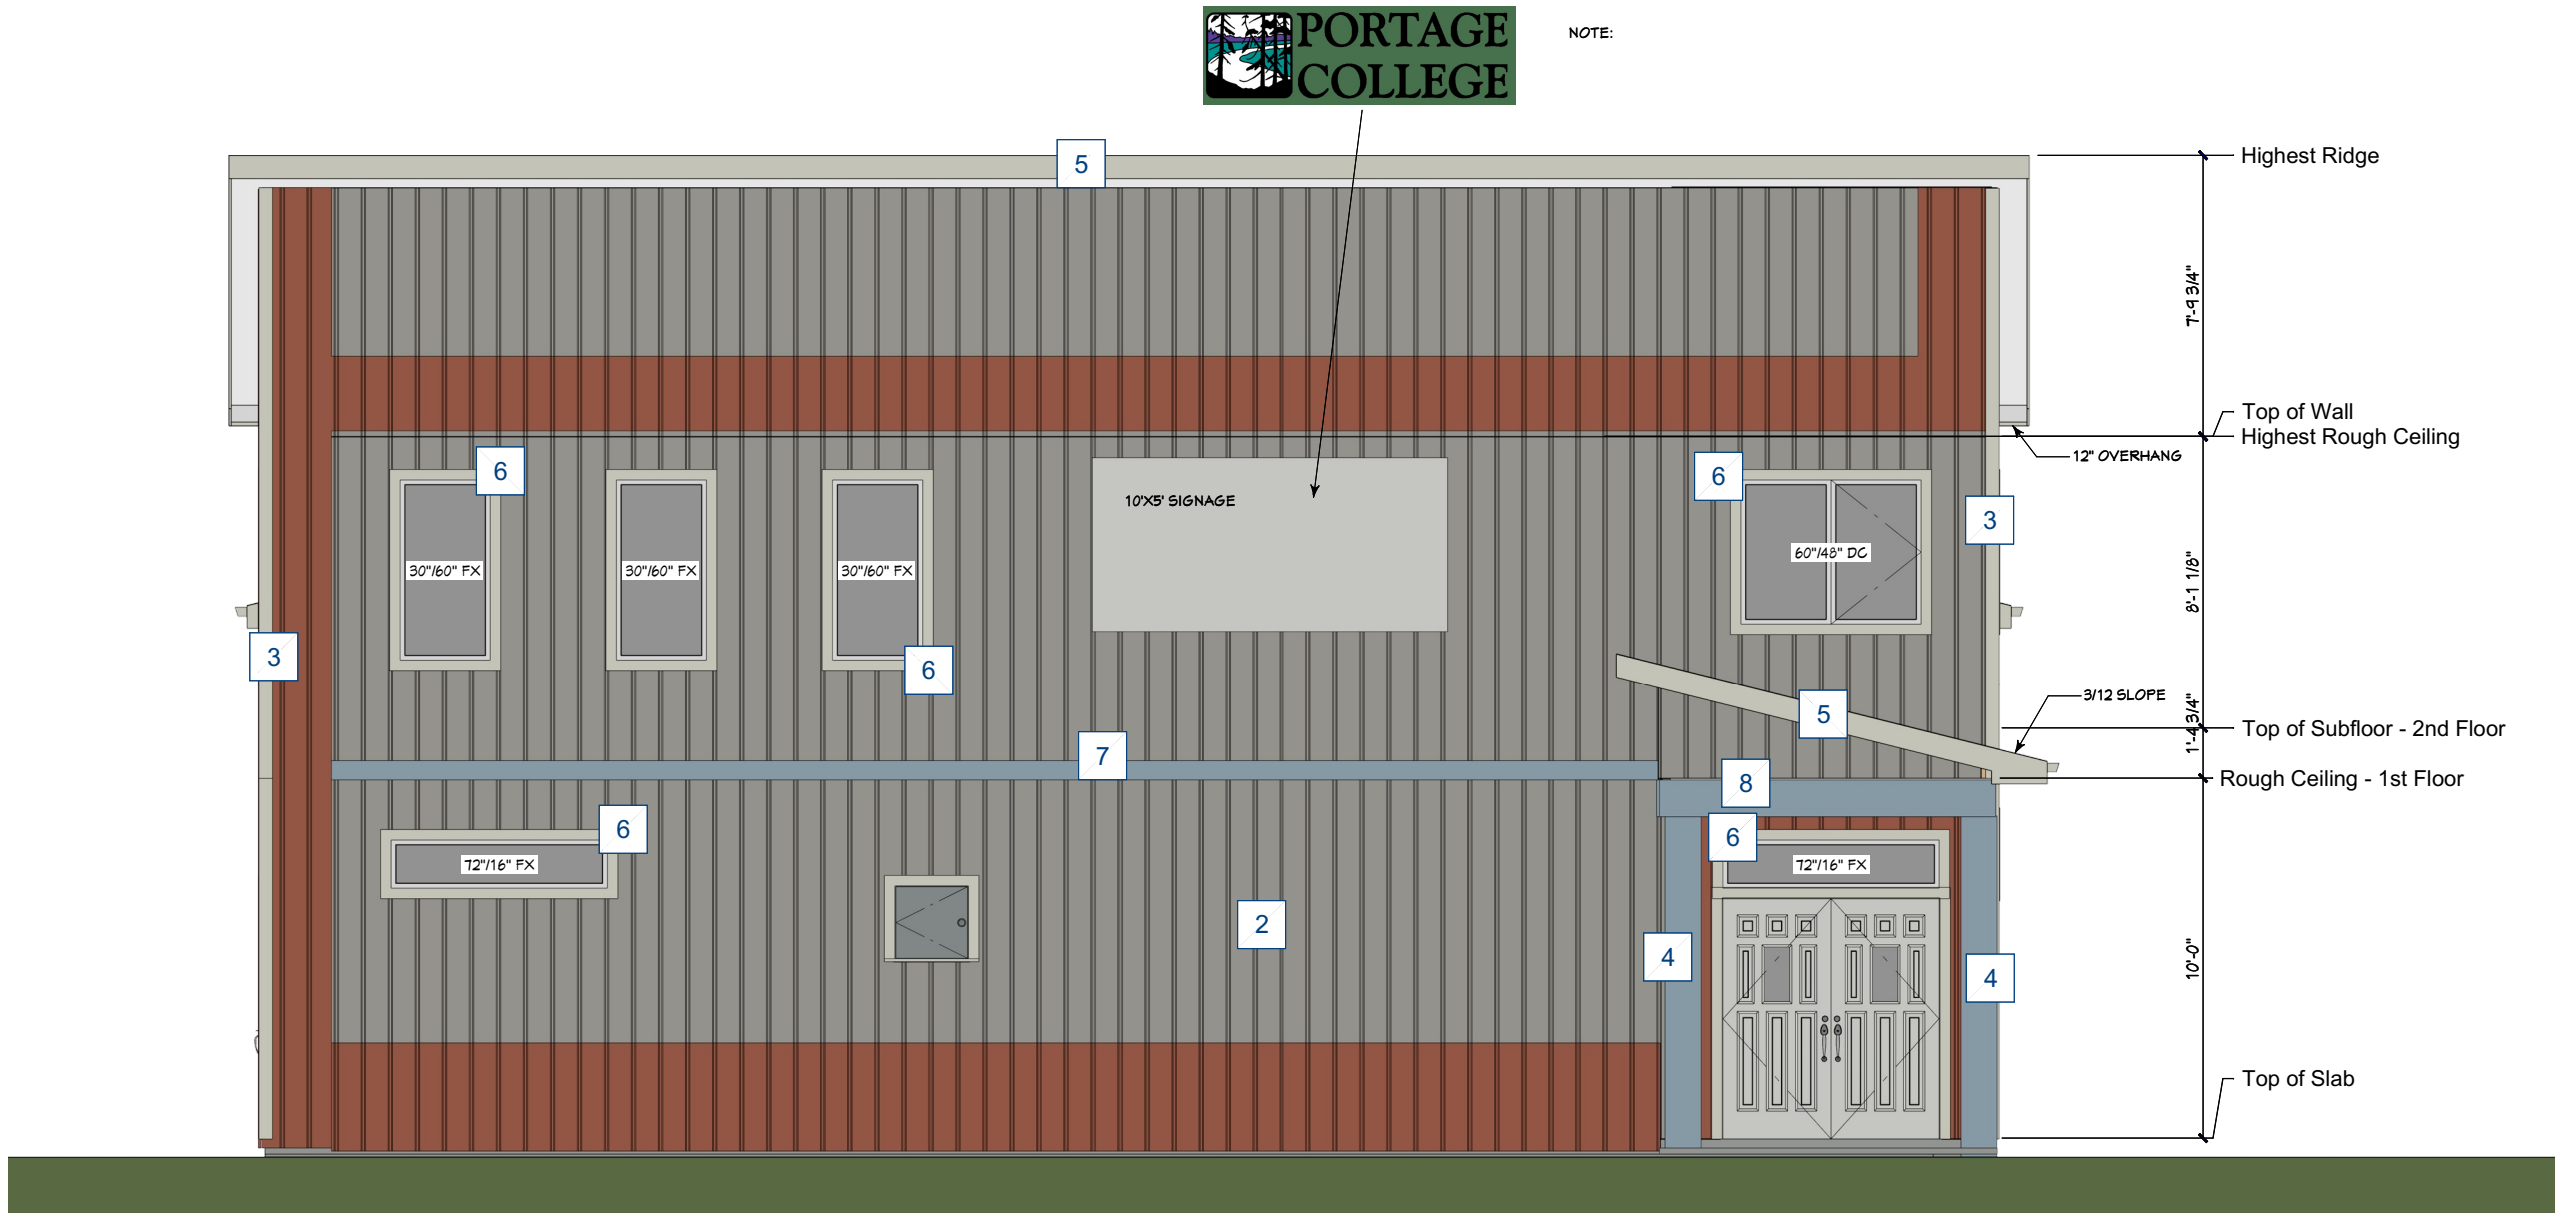 PORTAGE
COLLEGE
NOTE:
5
Highest Ridge
7'-9 3/4"
Top of Wall
Highest Rough Ceiling
12" OVERHANG
6
6
10'X5' SIGNAGE
3
30"/60" FX
30"/60" FX
30"/60" FX
60"/48" DC
8'-1 1/8"
3
6
3/12 SLOPE
5
1'-4 3/4"
Top of Subfloor - 2nd Floor
7
8
Rough Ceiling - 1st Floor
6
6
72"/16" FX
72"/16" FX
2
4
4
10'-0"
Top of Slab